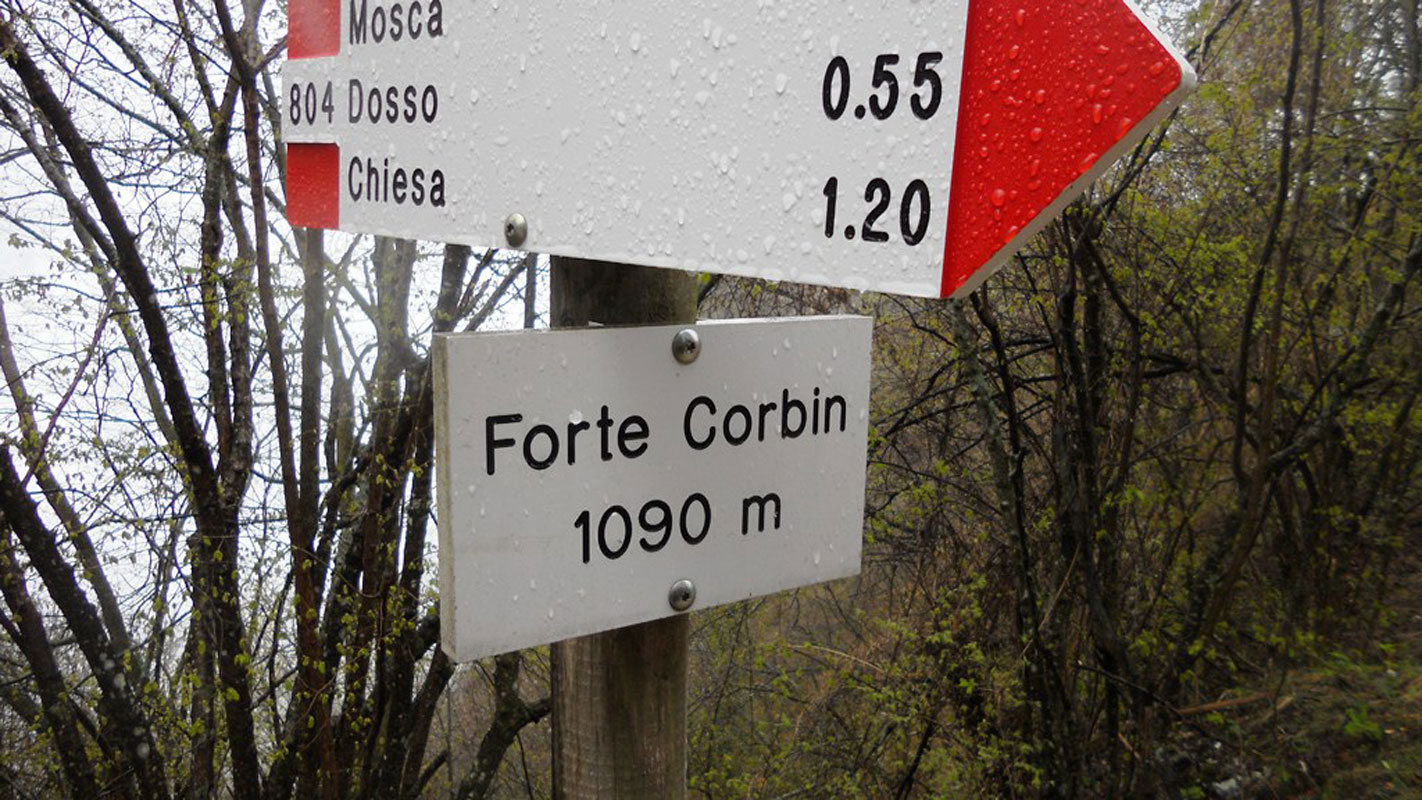 Mosca
804 Dosso 0.55
Chiesa 1.20
Forte Corbin
1090 m